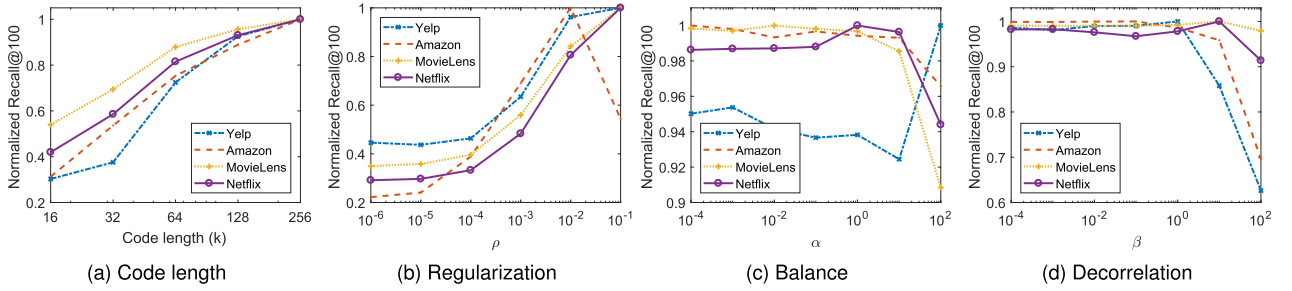 Normalized Recall@100
1
0.8
0.6
0.4
0.2
16
32
64
128
256
Code length (k)
Yelp
Amazon
MovieLens
Netflix
(a) Code length
Normalized Recall@100
1
0.8
0.6
0.4
0.2
10^-6
10^-5
10^-4
10^-3
10^-2
10^-1
ρ
Yelp
Amazon
MovieLens
Netflix
(b) Regularization
Normalized Recall@100
1
0.98
0.96
0.94
0.92
0.9
10^-4
10^-2
10^0
10^2
α
Yelp
Amazon
MovieLens
Netflix
(c) Balance
Normalized Recall@100
1
0.9
0.8
0.7
0.6
10^-4
10^-2
10^0
10^2
β
Yelp
Amazon
MovieLens
Netflix
(d) Decorrelation